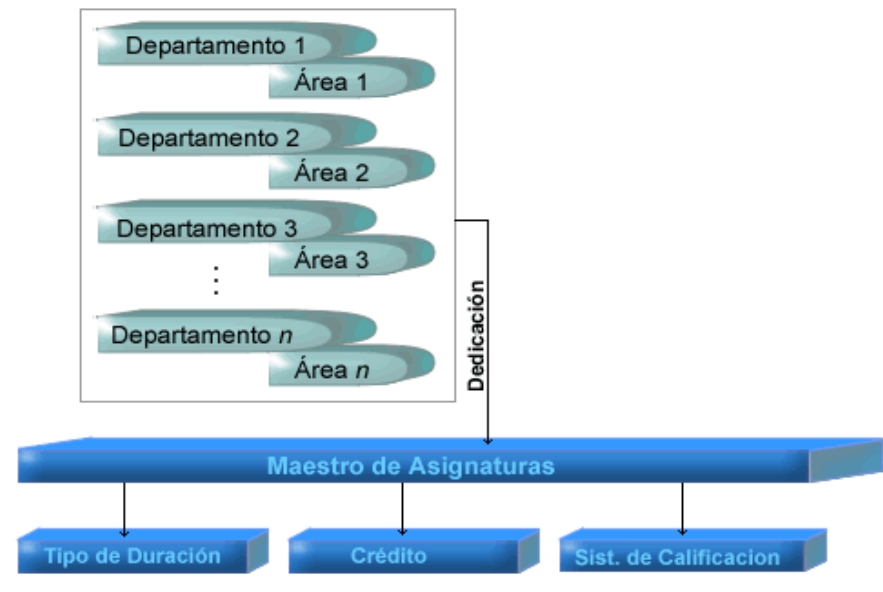 Departamento 1
Área 1
Departamento 2
Área 2
Departamento 3
Área 3
⋮
Departamento n
Área n
Dedicación
Maestro de Asignaturas
Tipo de Duración
Crédito
Sist. de Calificacion